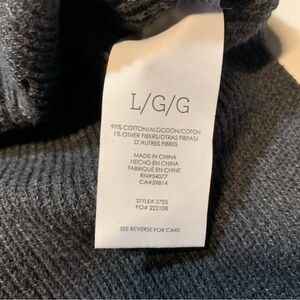 L/G/G
99% COTTON/ALGODÓN/COTON
1% OTHER FIBERS/OTRAS FIBRAS/
D'AUTRES FIBRES
MADE IN CHINA
HECHO EN CHINA
FABRIQUÉ EN CHINE
RN#54077
CA#59814
STYLE# 3705
PO# 222108
SEE REVERSE FOR CARE